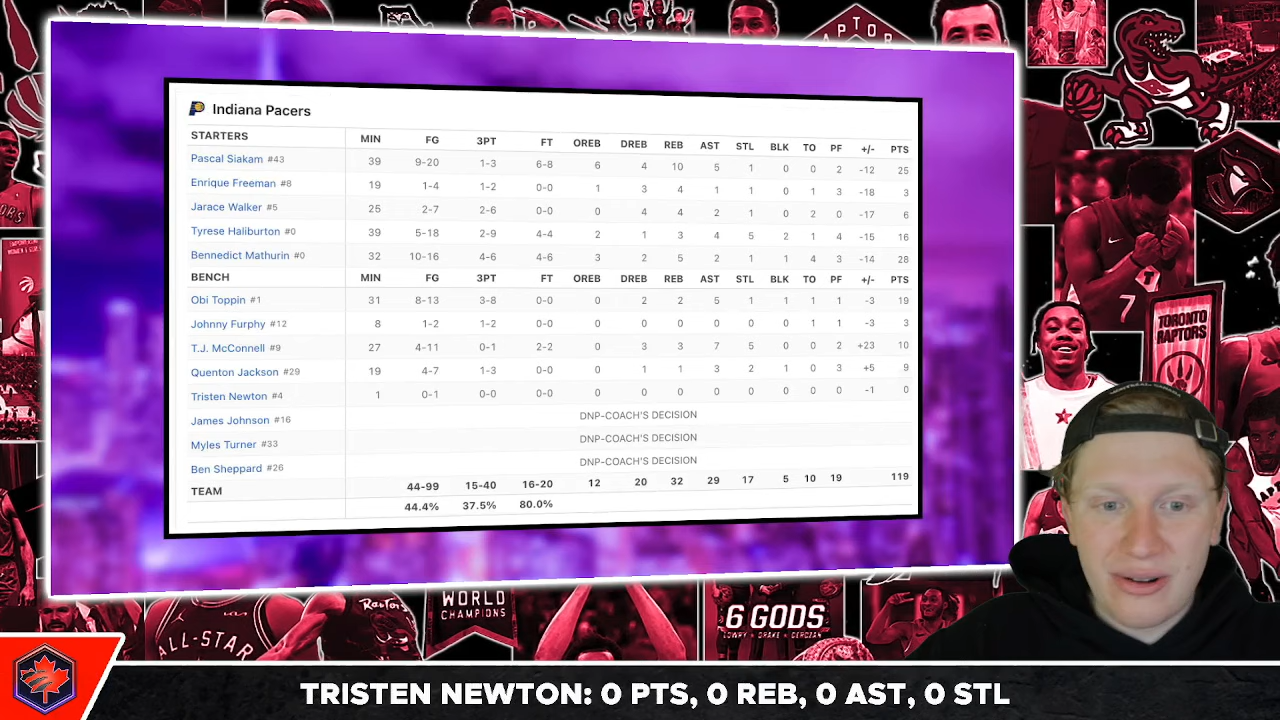 APTOR
Indiana Pacers
STARTERS MIN FG 3PT FT OREB DREB REB AST STL BLK TO PF +/- PTS
Pascal Siakam #43 39 9-20 1-3 6-8 6 4 10 5 1 0 0 2 -12 25
Enrique Freeman #8 19 1-4 1-2 0-0 1 3 4 1 1 0 1 3 -18 3
Jarace Walker #5 25 2-7 2-6 0-0 0 4 4 2 1 0 2 0 -17 6
Tyrese Haliburton #0 39 5-18 2-9 4-4 2 1 3 4 5 2 1 4 -15 16
Bennedict Mathurin #0 32 10-16 4-6 4-6 3 2 5 2 1 1 4 3 -14 28
BENCH MIN FG 3PT FT OREB DREB REB AST STL BLK TO PF +/- PTS
Obi Toppin #1 31 8-13 3-8 0-0 0 2 2 5 1 1 1 1 -3 19
Johnny Furphy #12 8 1-2 1-2 0-0 0 0 0 0 0 0 1 1 -3 3
T.J. McConnell #9 27 4-11 0-1 2-2 0 3 3 7 5 0 0 2 +23 10
Quenton Jackson #29 19 4-7 1-3 0-0 0 1 1 3 2 1 0 3 +5 9
Tristen Newton #4 1 0-1 0-0 0-0 0 0 0 0 0 0 0 0 -1 0
James Johnson #16 DNP-COACH'S DECISION
Myles Turner #33 DNP-COACH'S DECISION
Ben Sheppard #26 DNP-COACH'S DECISION
TEAM 44-99 15-40 16-20 12 20 32 29 17 5 10 19 119
44.4% 37.5% 80.0%
7
TORONTO
RAPTORS
WORLD
CHAMPIONS
ALL-STAR
Raptors
6 GODS
LOWRY • DRAKE • DEROZAN
TRISTEN NEWTON: 0 PTS, 0 REB, 0 AST, 0 STL